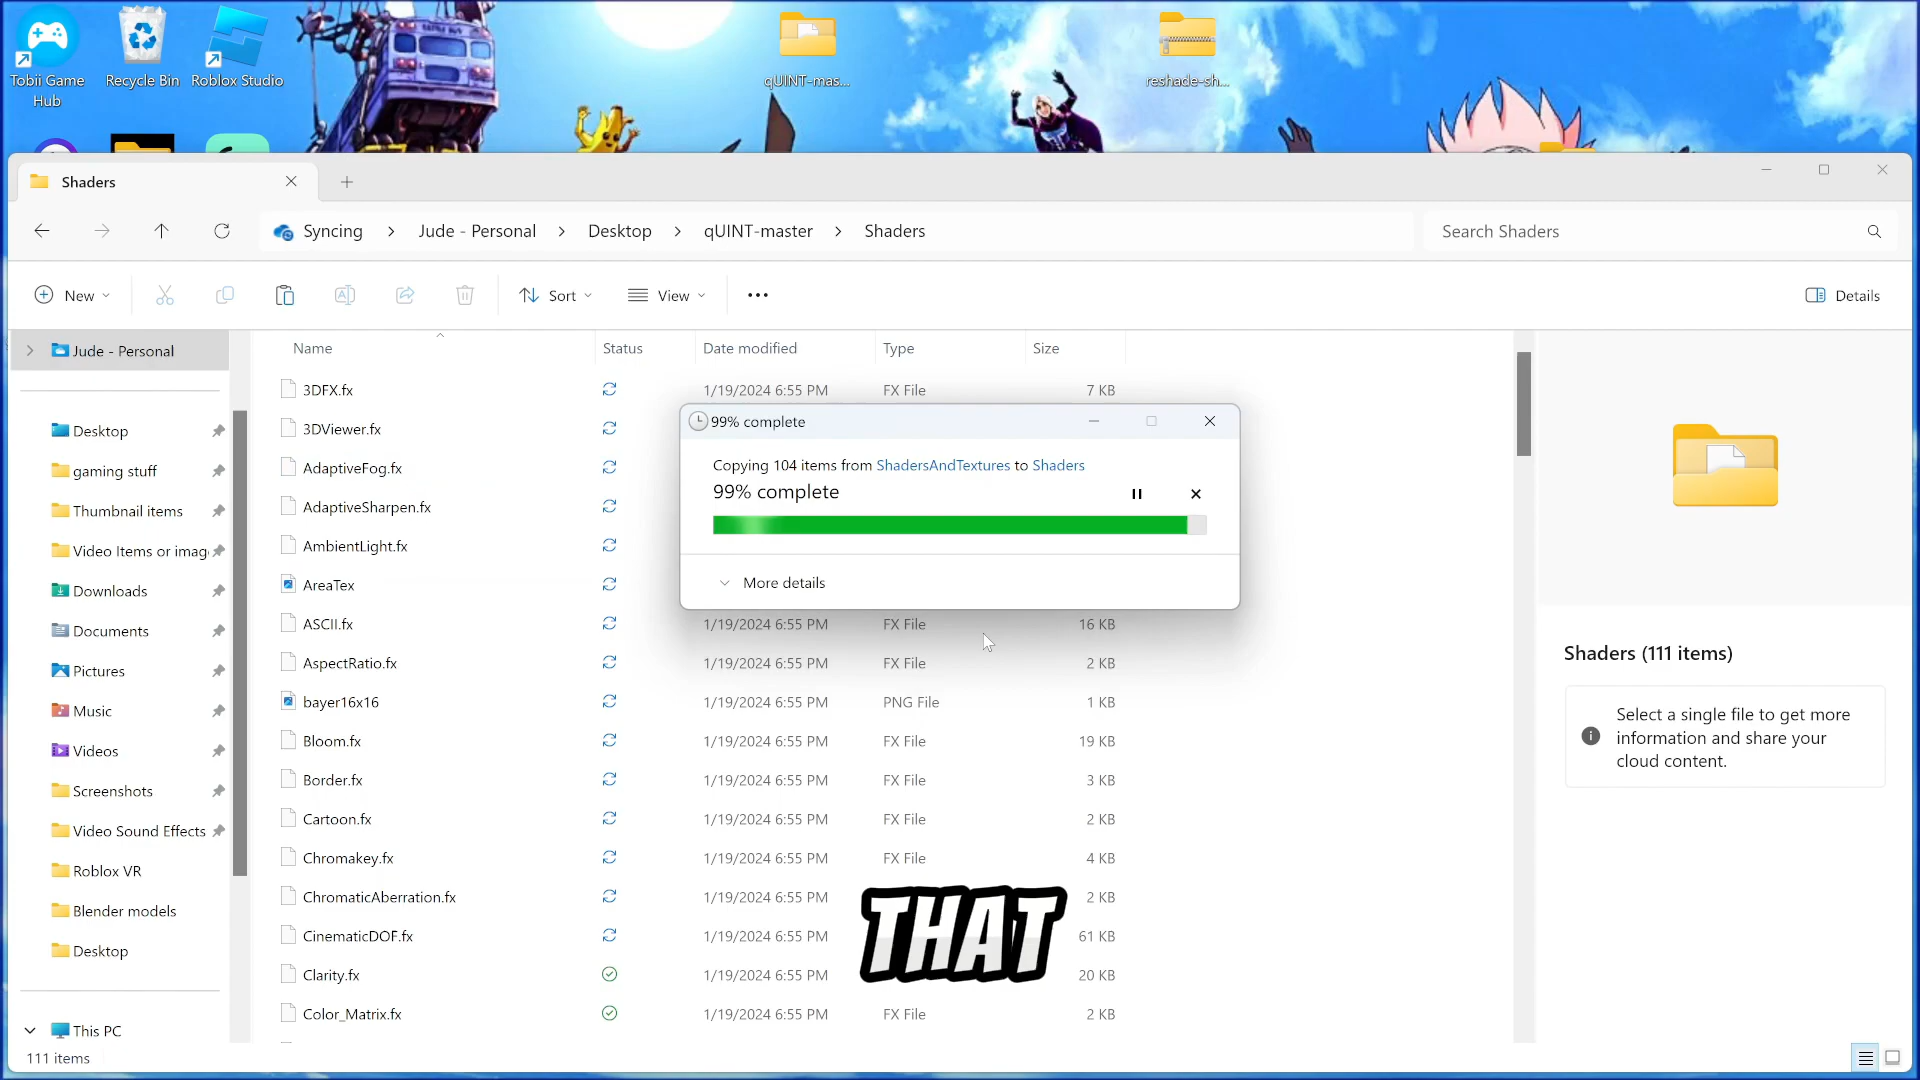 Tobii Game
Hub
Recycle Bin
Roblox Studio
qUINT-mas...
reshade-sh...
Shaders
Syncing
Jude - Personal
Desktop
qUINT-master
Shaders
Search Shaders
New
Sort
View
Details
Jude - Personal
Desktop
gaming stuff
Thumbnail items
Video Items or imag
Downloads
Documents
Pictures
Music
Videos
Screenshots
Video Sound Effects
Roblox VR
Blender models
Desktop
This PC
111 items
Name Status Date modified Type Size
3DFX.fx 1/19/2024 6:55 PM FX File 7 KB
3DViewer.fx
AdaptiveFog.fx
AdaptiveSharpen.fx
AmbientLight.fx
AreaTex
ASCII.fx 1/19/2024 6:55 PM FX File 16 KB
AspectRatio.fx 1/19/2024 6:55 PM FX File 2 KB
bayer16x16 1/19/2024 6:55 PM PNG File 1 KB
Bloom.fx 1/19/2024 6:55 PM FX File 19 KB
Border.fx 1/19/2024 6:55 PM FX File 3 KB
Cartoon.fx 1/19/2024 6:55 PM FX File 2 KB
Chromakey.fx 1/19/2024 6:55 PM FX File 4 KB
ChromaticAberration.fx 1/19/2024 6:55 PM 2 KB
CinematicDOF.fx 1/19/2024 6:55 PM 61 KB
Clarity.fx 1/19/2024 6:55 PM 20 KB
Color_Matrix.fx 1/19/2024 6:55 PM FX File 2 KB
99% complete
Copying 104 items from ShadersAndTextures to Shaders
99% complete
More details
THAT
Shaders (111 items)
Select a single file to get more
information and share your
cloud content.